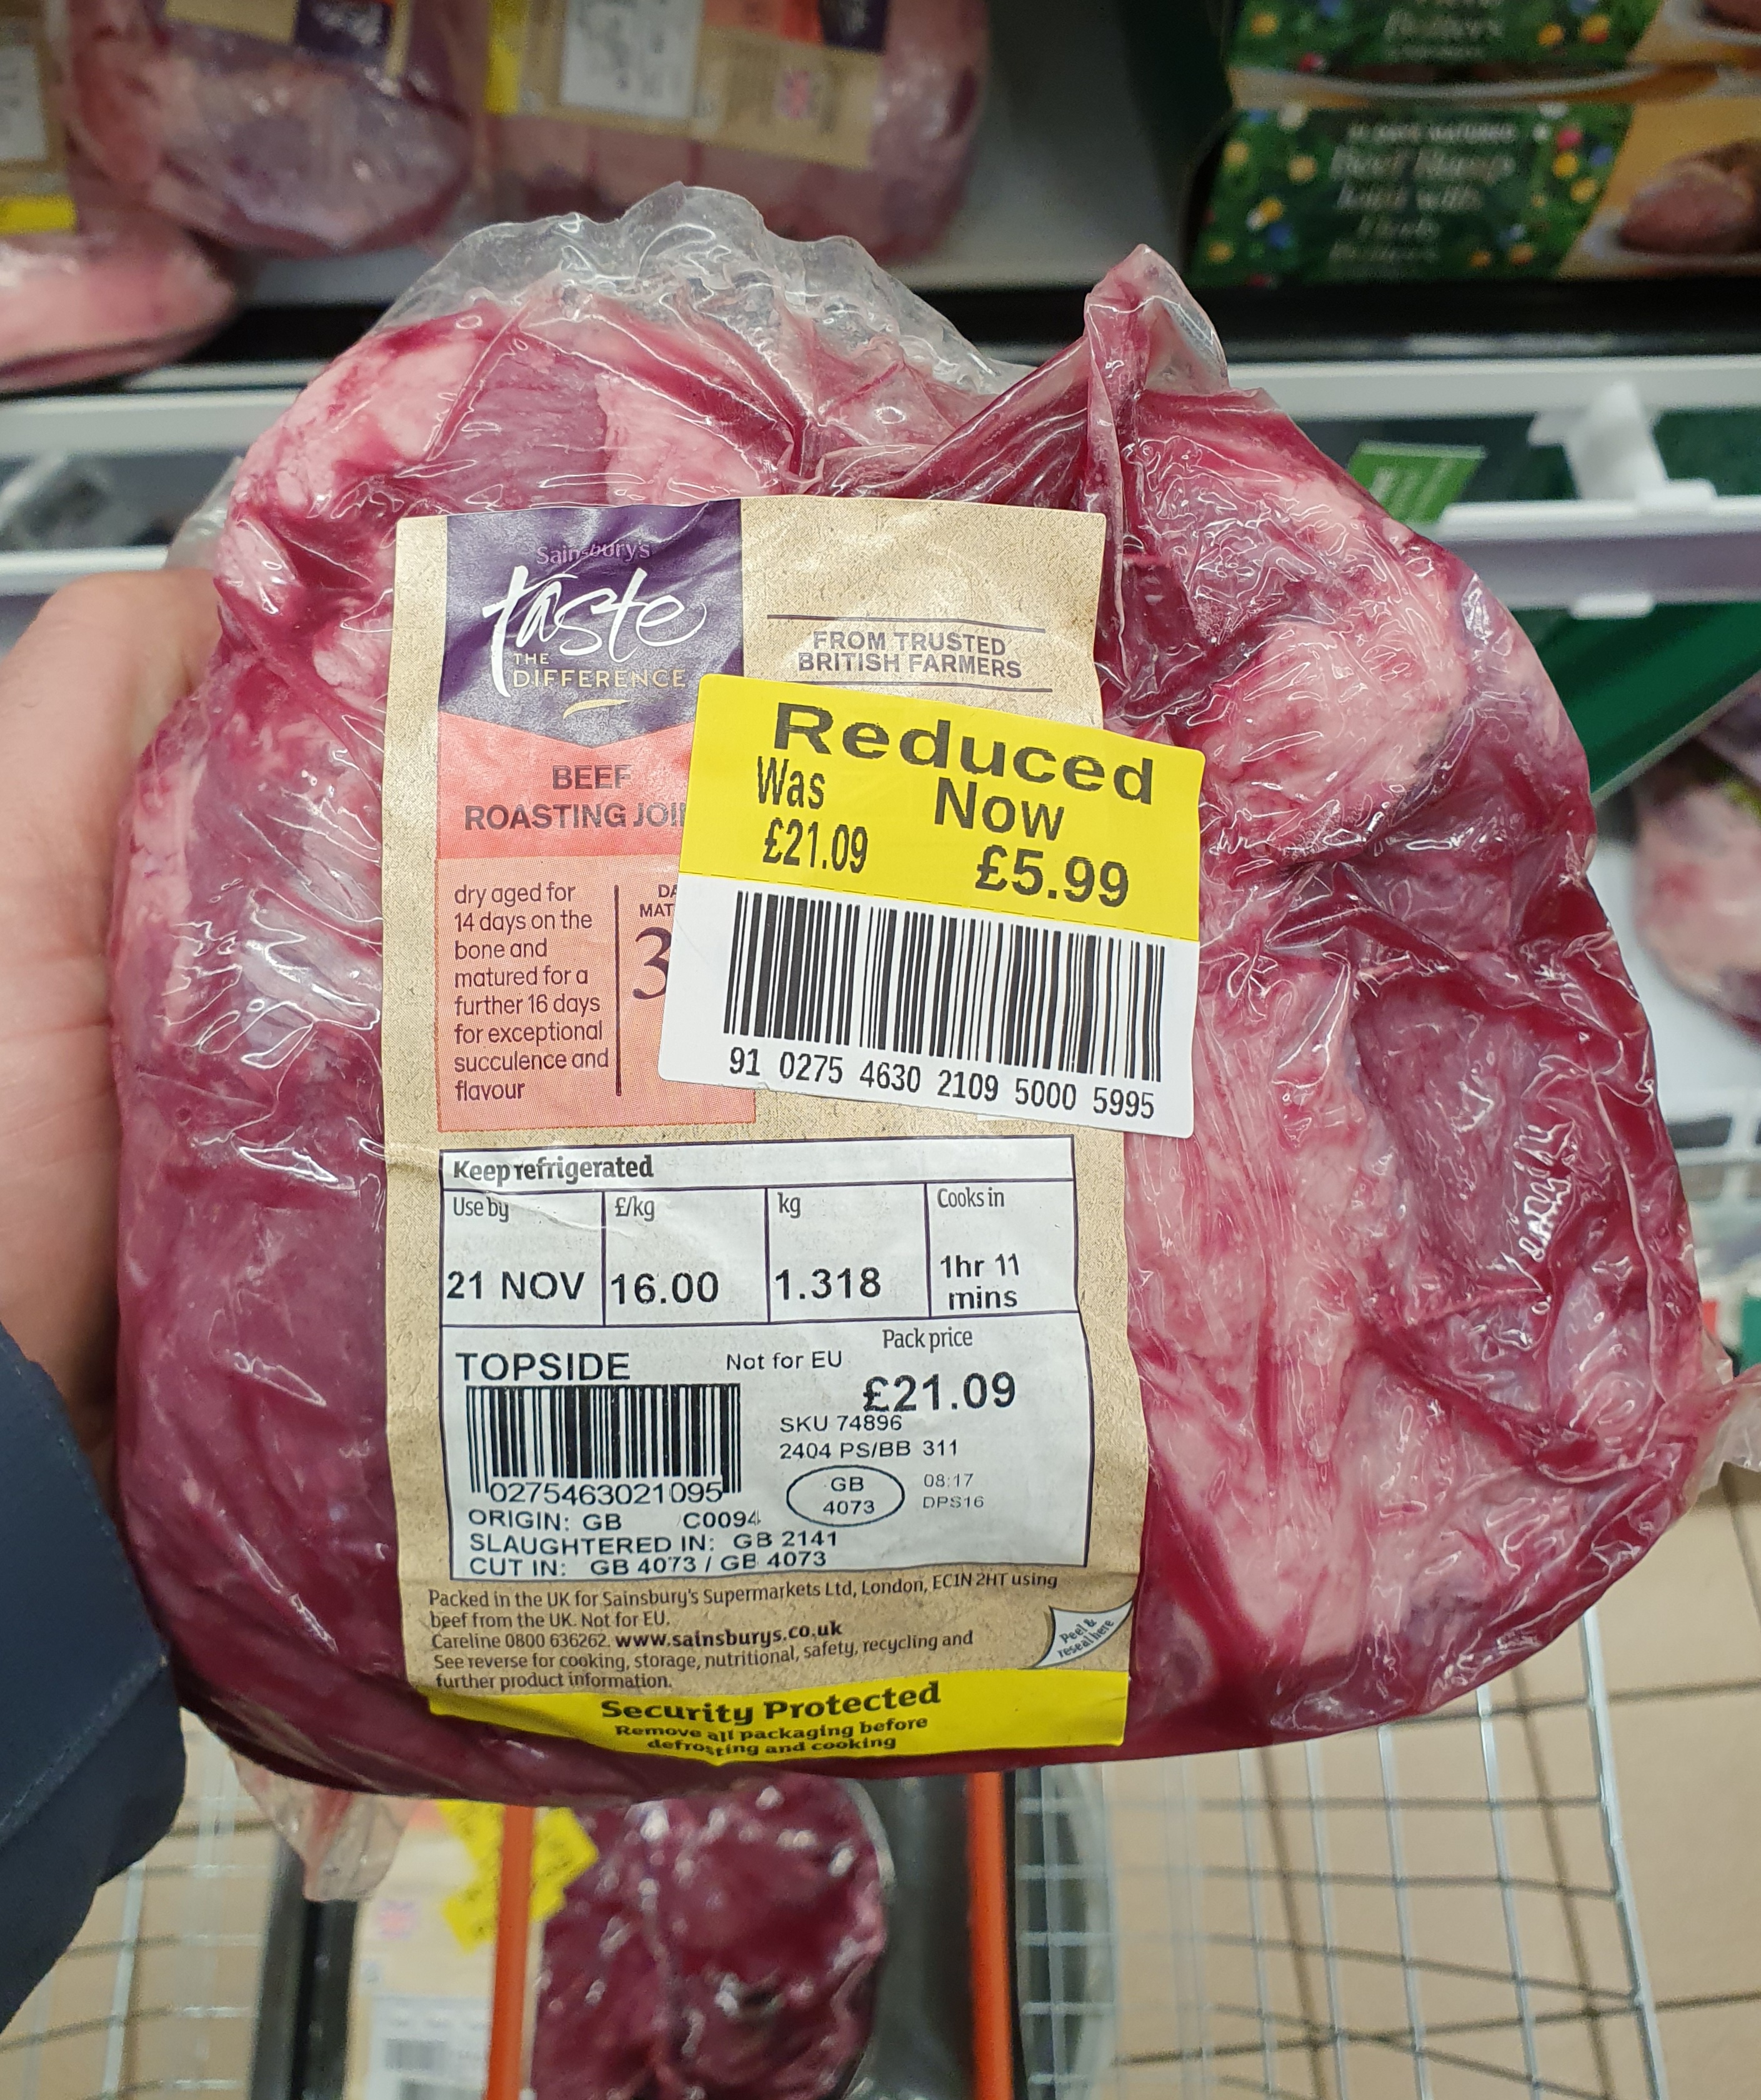 Sainsbury's
taste
THE
DIFFERENCE
FROM TRUSTED
BRITISH FARMERS
BEEF
ROASTING JOI
Reduced
Was Now
£21.09 £5.99
91 0275 4630 2109 5000 5995
dry aged for
14 days on the
bone and
matured for a
further 16 days
for exceptional
succulence and
flavour
DA
MAT
3
Keep refrigerated
Use by £/kg kg Cooks in
21 NOV 16.00 1.318 1hr 11
mins
TOPSIDE Not for EU Pack price
£21.09
SKU 74896
2404 PS/BB 311
0275463021095
GB
4073
08:17
DPS16
ORIGIN: GB C0094
SLAUGHTERED IN: GB 2141
CUT IN: GB 4073 / GB 4073
Packed in the UK for Sainsbury's Supermarkets Ltd, London, EC1N 2HT using
beef from the UK. Not for EU.
Careline 0800 636262. www.sainsburys.co.uk
See reverse for cooking, storage, nutritional, safety, recycling and
further product information.
Peel &
reseal here
Security Protected
Remove all packaging before
defrosting and cooking